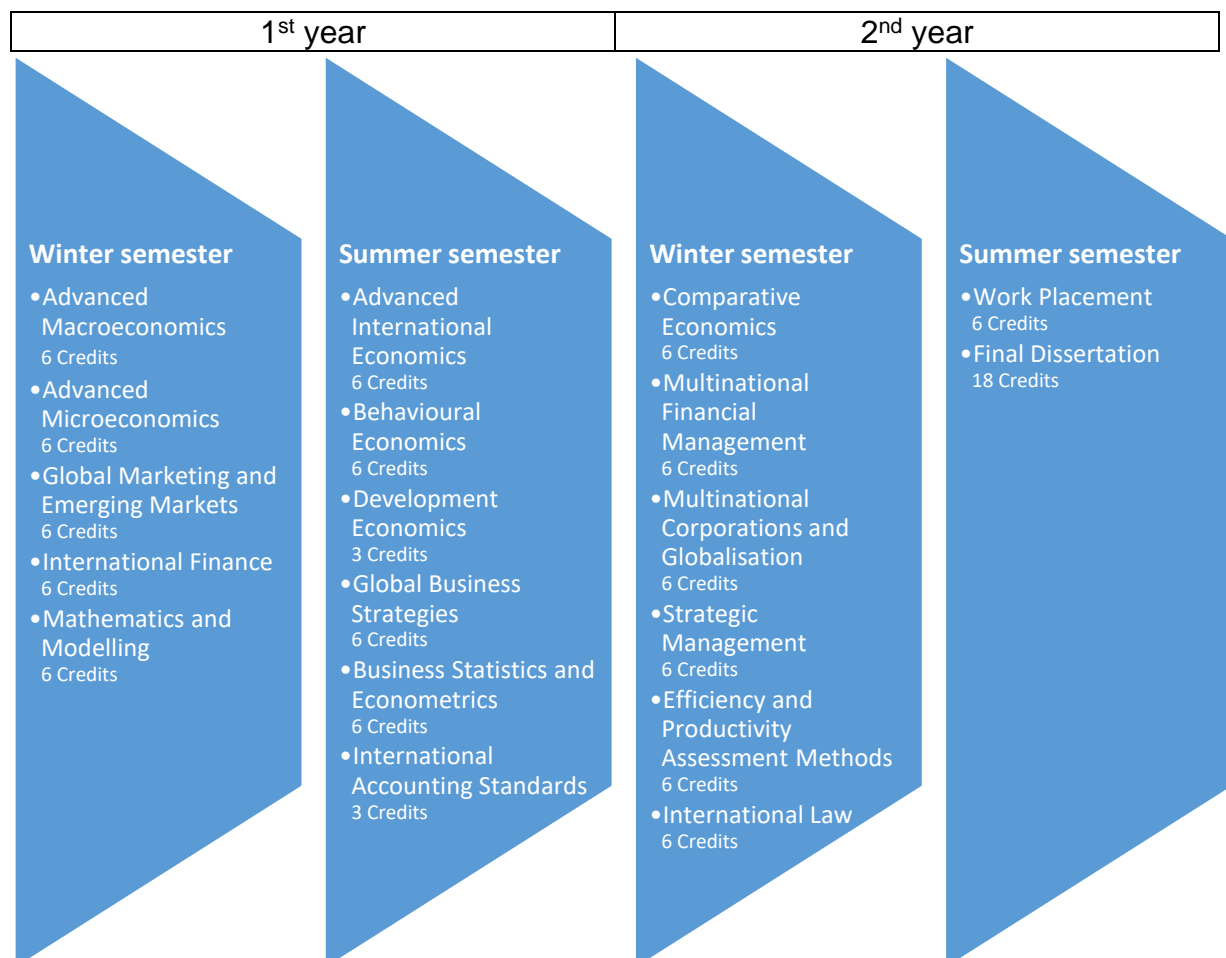 1st year
2nd year
Winter semester
•Advanced
Macroeconomics
6 Credits
•Advanced
Microeconomics
6 Credits
•Global Marketing and
Emerging Markets
6 Credits
•International Finance
6 Credits
•Mathematics and
Modelling
6 Credits
Summer semester
•Advanced
International
Economics
6 Credits
•Behavioural
Economics
6 Credits
•Development
Economics
3 Credits
•Global Business
Strategies
6 Credits
•Business Statistics and
Econometrics
6 Credits
•International
Accounting Standards
3 Credits
Winter semester
•Comparative
Economics
6 Credits
•Multinational
Financial
Management
6 Credits
•Multinational
Corporations and
Globalisation
6 Credits
•Strategic
Management
6 Credits
•Efficiency and
Productivity
Assessment Methods
6 Credits
•International Law
6 Credits
Summer semester
•Work Placement
6 Credits
•Final Dissertation
18 Credits